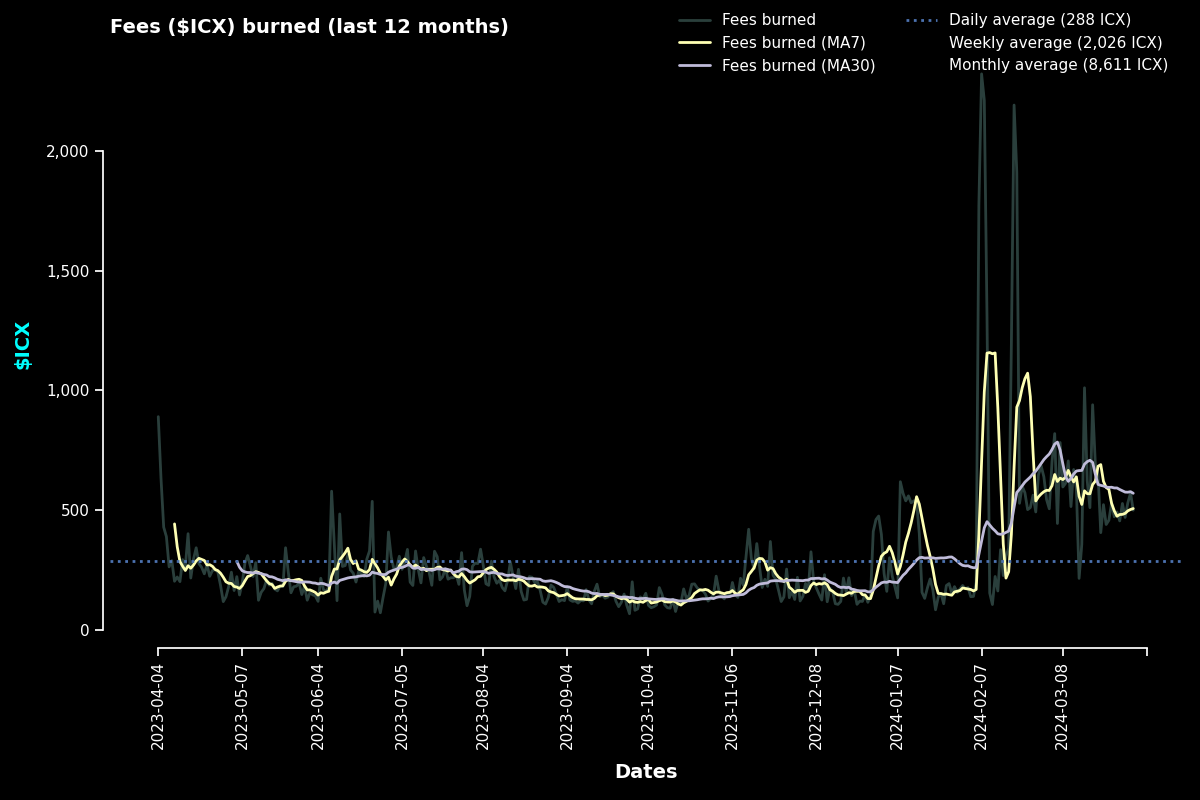 Fees ($ICX) burned (last 12 months)
Fees burned
Fees burned (MA7)
Fees burned (MA30)
Daily average (288 ICX)
Weekly average (2,026 ICX)
Monthly average (8,611 ICX)
$ICX
2,000
1,500
1,000
500
0
2023-04-04
2023-05-07
2023-06-04
2023-07-05
2023-08-04
2023-09-04
2023-10-04
2023-11-06
2023-12-08
2024-01-07
2024-02-07
2024-03-08
Dates